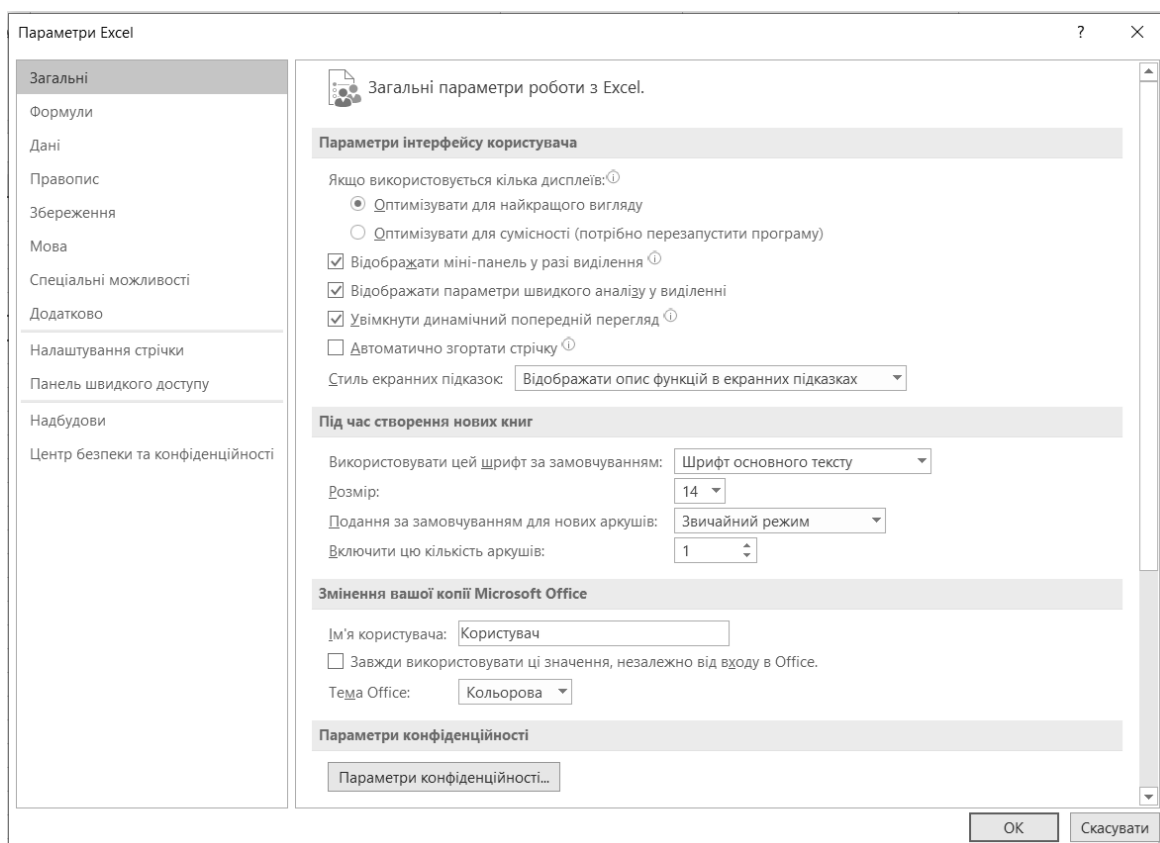 Параметри Excel
?
Загальні
Формули
Дані
Правопис
Збереження
Мова
Спеціальні можливості
Додатково
Налаштування стрічки
Панель швидкого доступу
Надбудови
Центр безпеки та конфіденційності
Загальні параметри роботи з Excel.
Параметри інтерфейсу користувача
Якщо використовується кілька дисплеїв:
Оптимізувати для найкращого вигляду
Оптимізувати для сумісності (потрібно перезапустити програму)
Відображати міні-панель у разі виділення
Відображати параметри швидкого аналізу у виділенні
Увімкнути динамічний попередній перегляд
Автоматично згортати стрічку
Стиль екранних підказок: Відображати опис функцій в екранних підказках
Під час створення нових книг
Використовувати цей шрифт за замовчуванням: Шрифт основного тексту
Розмір: 14
Подання за замовчуванням для нових аркушів: Звичайний режим
Включити цю кількість аркушів: 1
Змінення вашої копії Microsoft Office
Ім'я користувача: Користувач
Завжди використовувати ці значення, незалежно від входу в Office.
Тема Office: Кольорова
Параметри конфіденційності
Параметри конфіденційності...
ОК Скасувати